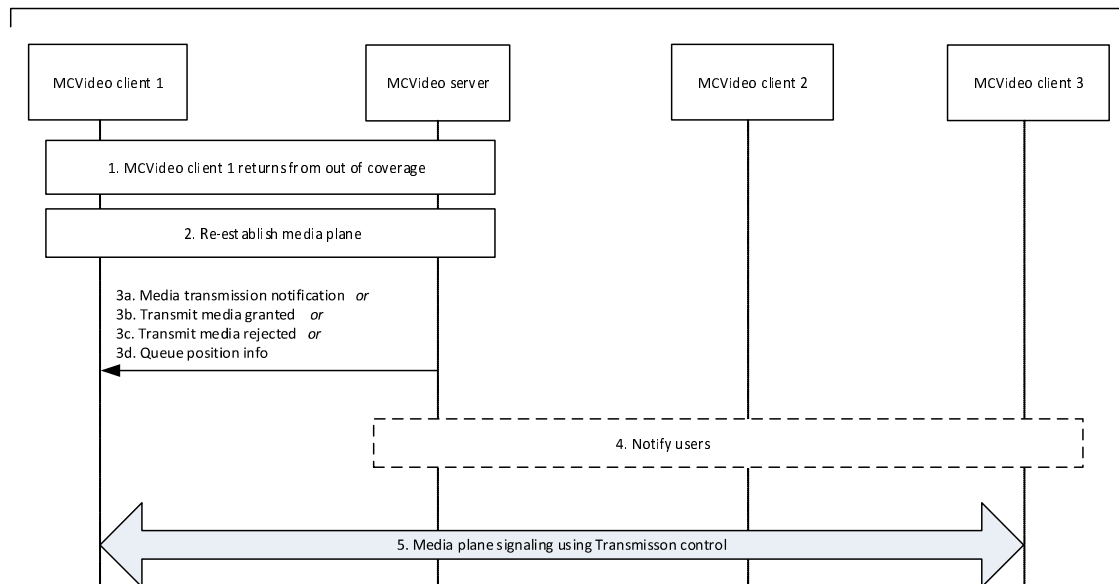 MCVideo client 1
MCVideo server
MCVideo client 2
MCVideo client 3
1. MCVideo client 1 returns from out of coverage
2. Re-establish media plane
3a. Media transmission notification or
3b. Transmit media granted or
3c. Transmit media rejected or
3d. Queue position info
4. Notify users
5. Media plane signaling using Transmisson control